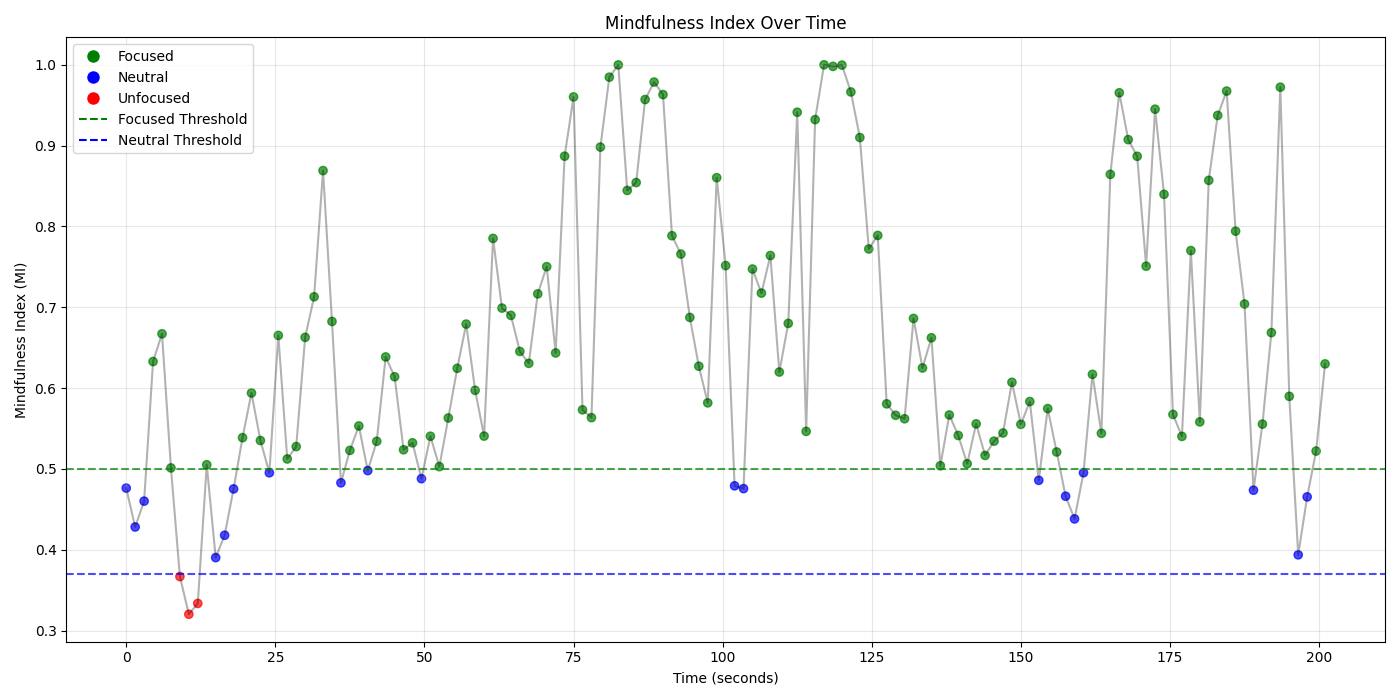 Mindfulness Index Over Time
Focused
Neutral
Unfocused
Focused Threshold
Neutral Threshold
Mindfulness Index (MI)
1.0
0.9
0.8
0.7
0.6
0.5
0.4
0.3
0 25 50 75 100 125 150 175 200
Time (seconds)